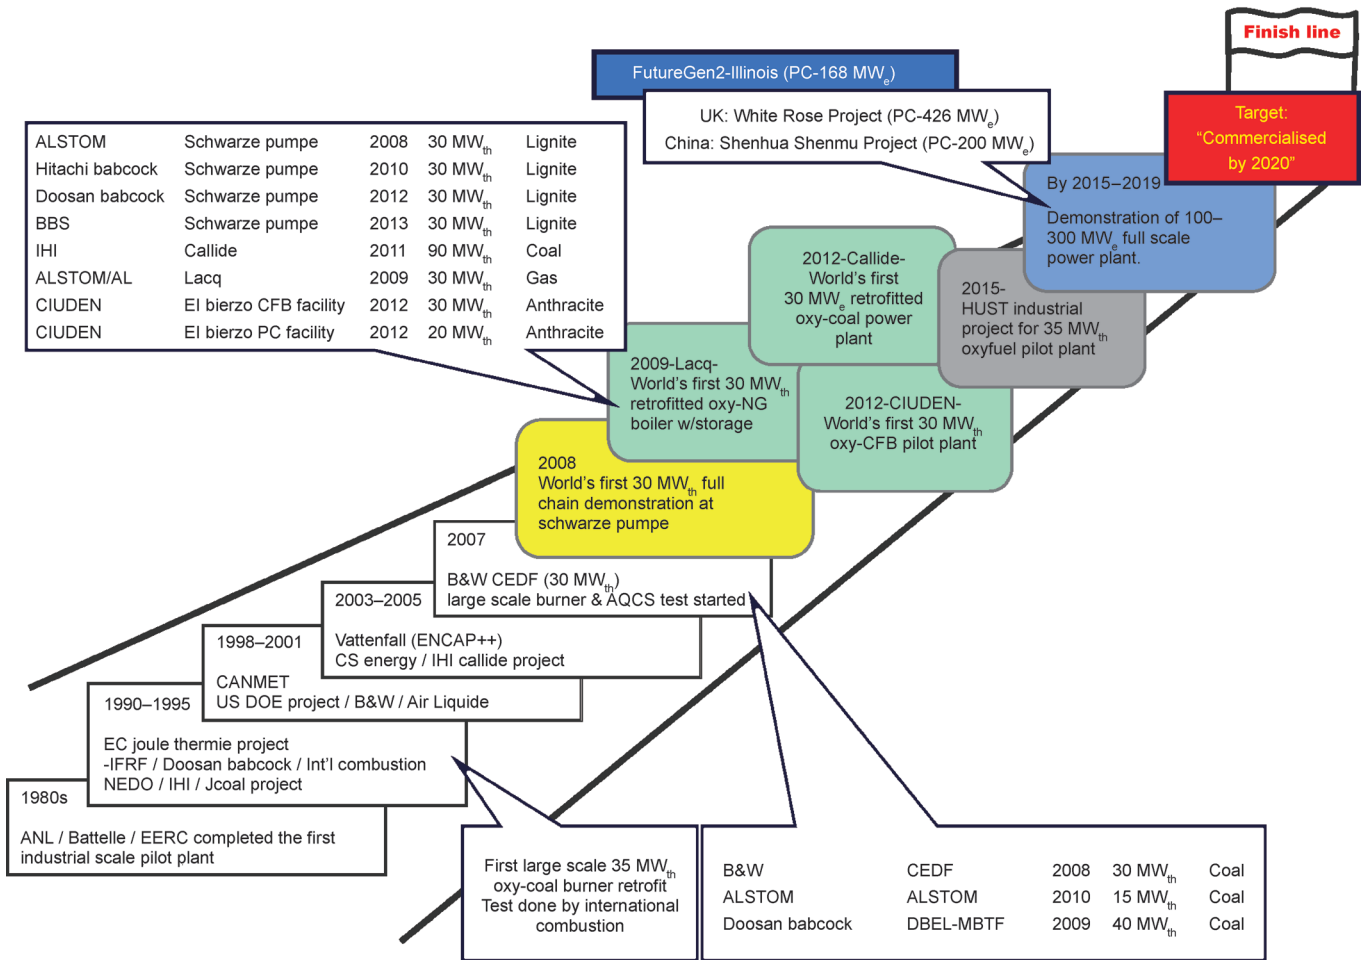 Finish line
Target:
“Commercialised
by 2020”
FutureGen2-Illinois (PC-168 MWe)
UK: White Rose Project (PC-426 MWe)
China: Shenhua Shenmu Project (PC-200 MWe)
By 2015–2019
Demonstration of 100–
300 MWe full scale
power plant.
ALSTOM Schwarze pumpe 2008 30 MWth Lignite
Hitachi babcock Schwarze pumpe 2010 30 MWth Lignite
Doosan babcock Schwarze pumpe 2012 30 MWth Lignite
BBS Schwarze pumpe 2013 30 MWth Lignite
IHI Callide 2011 90 MWth Coal
ALSTOM/AL Lacq 2009 30 MWth Gas
CIUDEN EI bierzo CFB facility 2012 30 MWth Anthracite
CIUDEN EI bierzo PC facility 2012 20 MWth Anthracite
2012-Callide-
World’s first
30 MWe retrofitted
oxy-coal power
plant
2015-
HUST industrial
project for 35 MWth
oxyfuel pilot plant
2009-Lacq-
World’s first 30 MWth
retrofitted oxy-NG
boiler w/storage
2012-CIUDEN-
World’s first 30 MWth
oxy-CFB pilot plant
2008
World’s first 30 MWth full
chain demonstration at
schwarze pumpe
2007
B&W CEDF (30 MWth)
large scale burner & AQCS test started
2003–2005
Vattenfall (ENCAP++)
CS energy / IHI callide project
1998–2001
CANMET
US DOE project / B&W / Air Liquide
1990–1995
EC joule thermie project
-IFRF / Doosan babcock / Int’l combustion
NEDO / IHI / Jcoal project
1980s
ANL / Battelle / EERC completed the first
industrial scale pilot plant
First large scale 35 MWth
oxy-coal burner retrofit
Test done by international
combustion
B&W CEDF 2008 30 MWth Coal
ALSTOM ALSTOM 2010 15 MWth Coal
Doosan babcock DBEL-MBTF 2009 40 MWth Coal